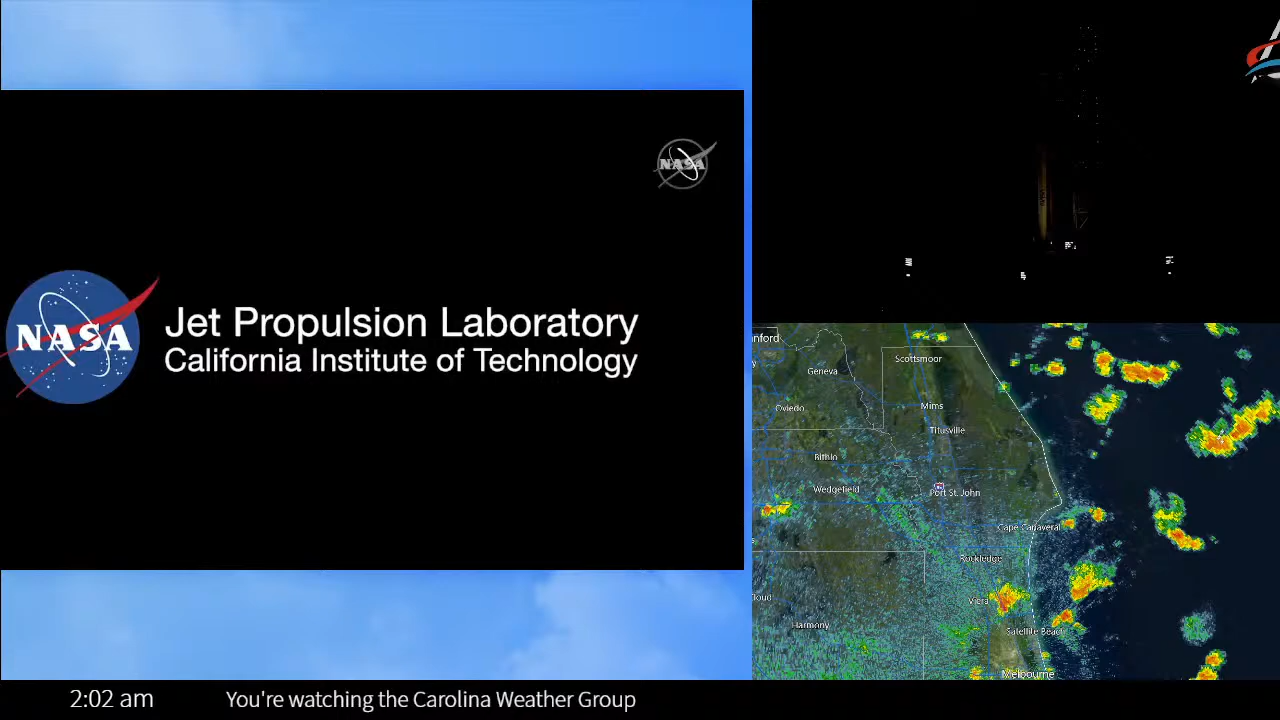 NASA
NASA
Jet Propulsion Laboratory
California Institute of Technology
Scottsmoor
Geneva
Mims
Oviedo
Titusville
Bithlo
Wedgefield
Port St. John
Cape Canaveral
Rockledge
Viera
Harmony
Satellite Beach
Melbourne
2:02 am
You're watching the Carolina Weather Group